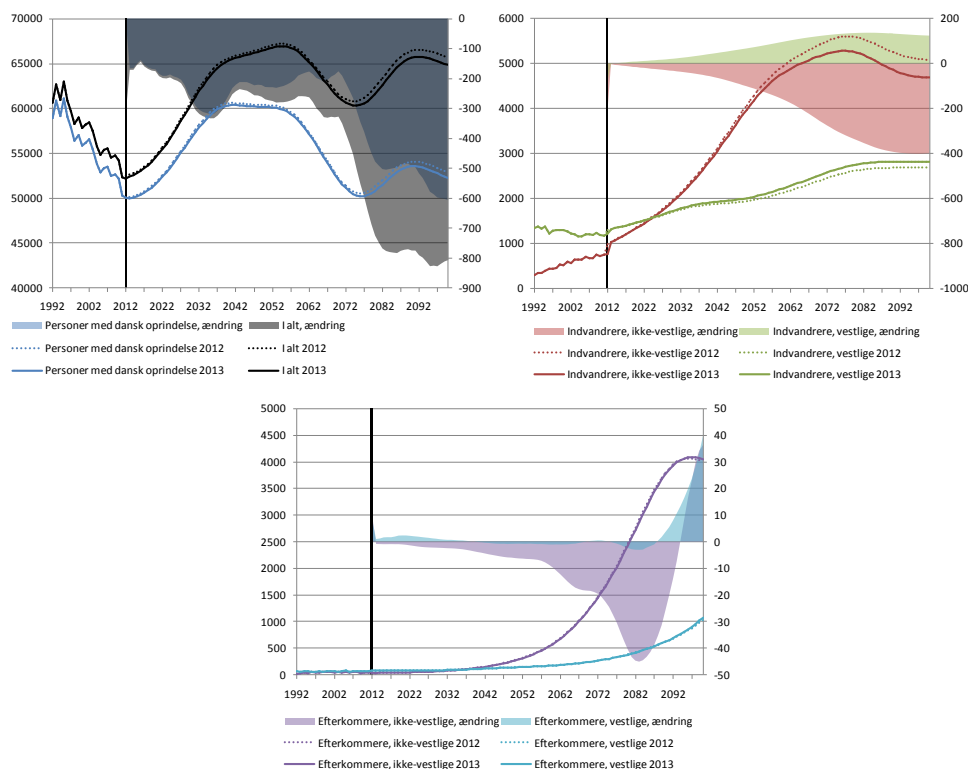 70000
65000
60000
55000
50000
45000
40000
0
-100
-200
-300
-400
-500
-600
-700
-800
-900
1992 2002 2012 2022 2032 2042 2052 2062 2072 2082 2092
Personer med dansk oprindelse, ændring
I alt, ændring
Personer med dansk oprindelse 2012
I alt 2012
Personer med dansk oprindelse 2013
I alt 2013
6000
5000
4000
3000
2000
1000
0
200
0
-200
-400
-600
-800
-1000
1992 2002 2012 2022 2032 2042 2052 2062 2072 2082 2092
Indvandrere, ikke-vestlige, ændring
Indvandrere, vestlige, ændring
Indvandrere, ikke-vestlige 2012
Indvandrere, vestlige 2012
Indvandrere, ikke-vestlige 2013
Indvandrere, vestlige 2013
5000
4500
4000
3500
3000
2500
2000
1500
1000
500
0
50
40
30
20
10
0
-10
-20
-30
-40
-50
1992 2002 2012 2022 2032 2042 2052 2062 2072 2082 2092
Efterkommere, ikke-vestlige, ændring
Efterkommere, vestlige, ændring
Efterkommere, ikke-vestlige 2012
Efterkommere, vestlige 2012
Efterkommere, ikke-vestlige 2013
Efterkommere, vestlige 2013